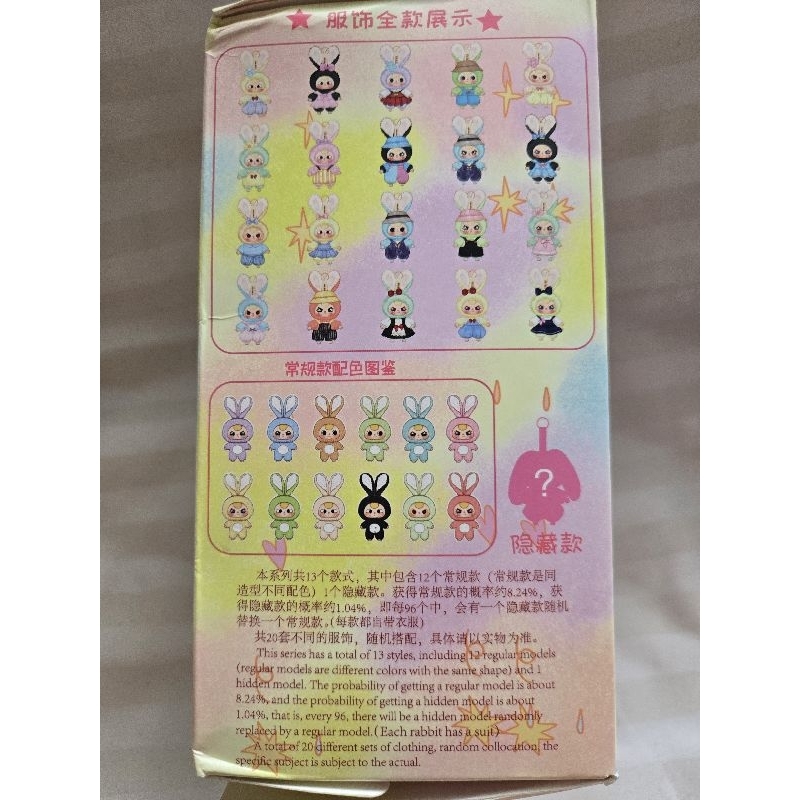 服饰全款展示
常规款配色图鉴
?
隐藏款
本系列共13个款式，其中包含12个常规款（常规款是同
造型不同配色）1个隐藏款。获得常规款的概率约8.24%，获
得隐藏款的概率约1.04%，即每96个中，会有一个隐藏款随机
替换一个常规款。(每款都自带衣服)
共20套不同的服饰，随机搭配，具体请以实物为准。
This series has a total of 13 styles, including 12 regular models
(regular models are different colors with the same shape) and 1
hidden model. The probability of getting a regular model is about
8.24%, and the probability of getting a hidden model is about
1.04%, that is, every 96, there will be a hidden model randomly
replaced by a regular model. (Each rabbit has a suit)
A total of 20 different sets of clothing, random collocation, the
specific subject is subject to the actual.